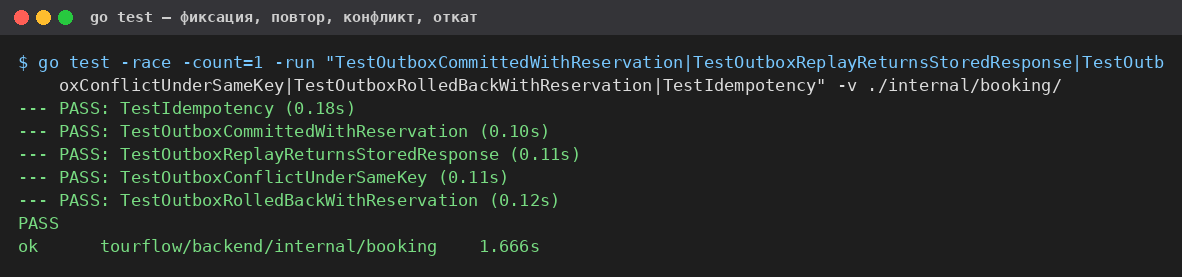 go test — фиксация, повтор, конфликт, откат
$ go test -race -count=1 -run "TestOutboxCommittedWithReservation|TestOutboxReplayReturnsStoredResponse|TestOutb
oxConflictUnderSameKey|TestOutboxRolledBackWithReservation|TestIdempotency" -v ./internal/booking/
--- PASS: TestIdempotency (0.18s)
--- PASS: TestOutboxCommittedWithReservation (0.10s)
--- PASS: TestOutboxReplayReturnsStoredResponse (0.11s)
--- PASS: TestOutboxConflictUnderSameKey (0.11s)
--- PASS: TestOutboxRolledBackWithReservation (0.12s)
PASS
ok      tourflow/backend/internal/booking    1.666s